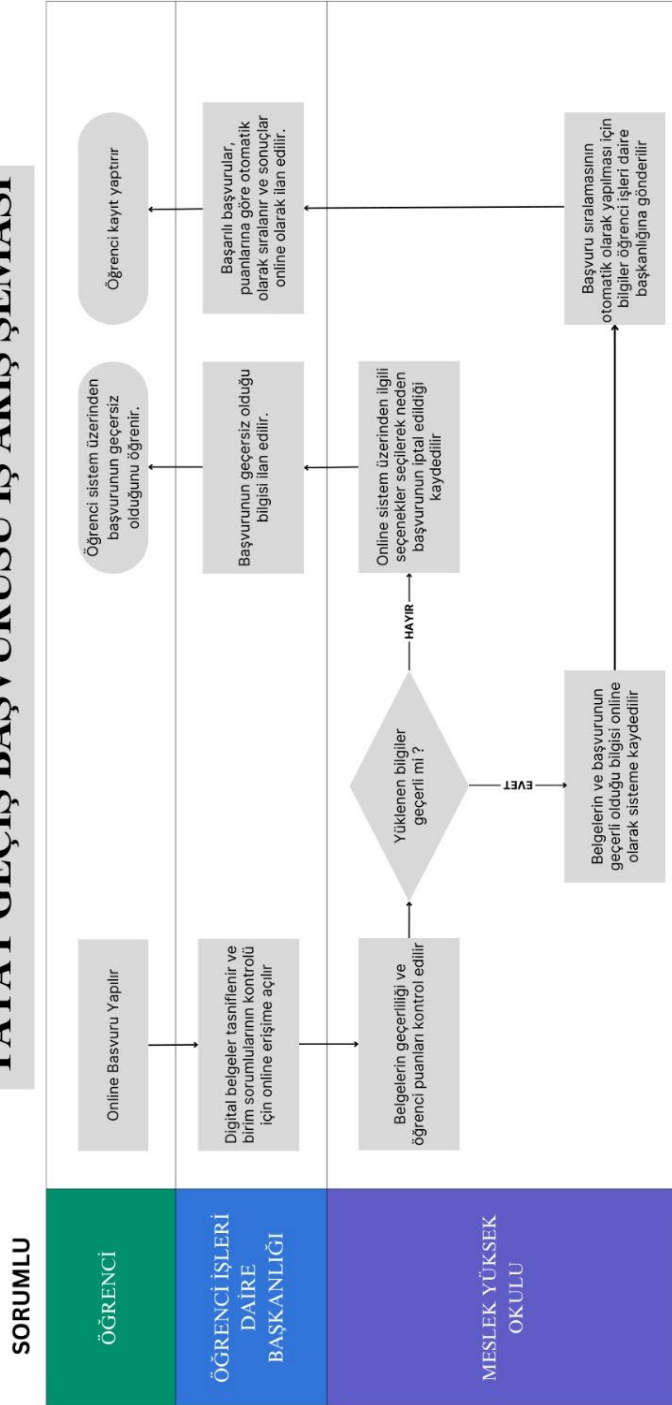 YATAY GEÇİŞ BAŞVURUSU İŞ AKIŞ ŞEMASI
SORUMLU
ÖĞRENCİ
Online Basvuru Yapılır
Öğrenci sistem üzerinden
başvurunun geçersiz
olduğunu öğrenir.
Öğrenci kayıt yaptırır
ÖĞRENCİ İŞLERİ
DAİRE
BAŞKANLIĞI
Digital belgeler tasniflenir ve
birim sorumlularının kontrolü
için online erişime açılır
Başvurunun geçersiz olduğu
bilgisi ilan edilir.
Başarılı başvurular,
puanlarına göre otomatik
olarak sıralanır ve sonuçlar
online olarak ilan edilir.
MESLEK YÜKSEK
OKULU
Belgelerin geçerliliği ve
öğrenci puanları kontrol edilir
Yüklenen bilgiler
geçerli mi ?
HAYIR
Online sistem üzerinden ilgili
seçenekler seçilerek neden
başvurunun iptal edildiği
kaydedilir
EVET
Belgelerin ve başvurunun
geçerli olduğu bilgisi online
olarak sisteme kaydedilir
Başvuru sıralamasının
otomatik olarak yapılması için
bilgiler öğrenci işleri daire
başkanlığına gönderilir